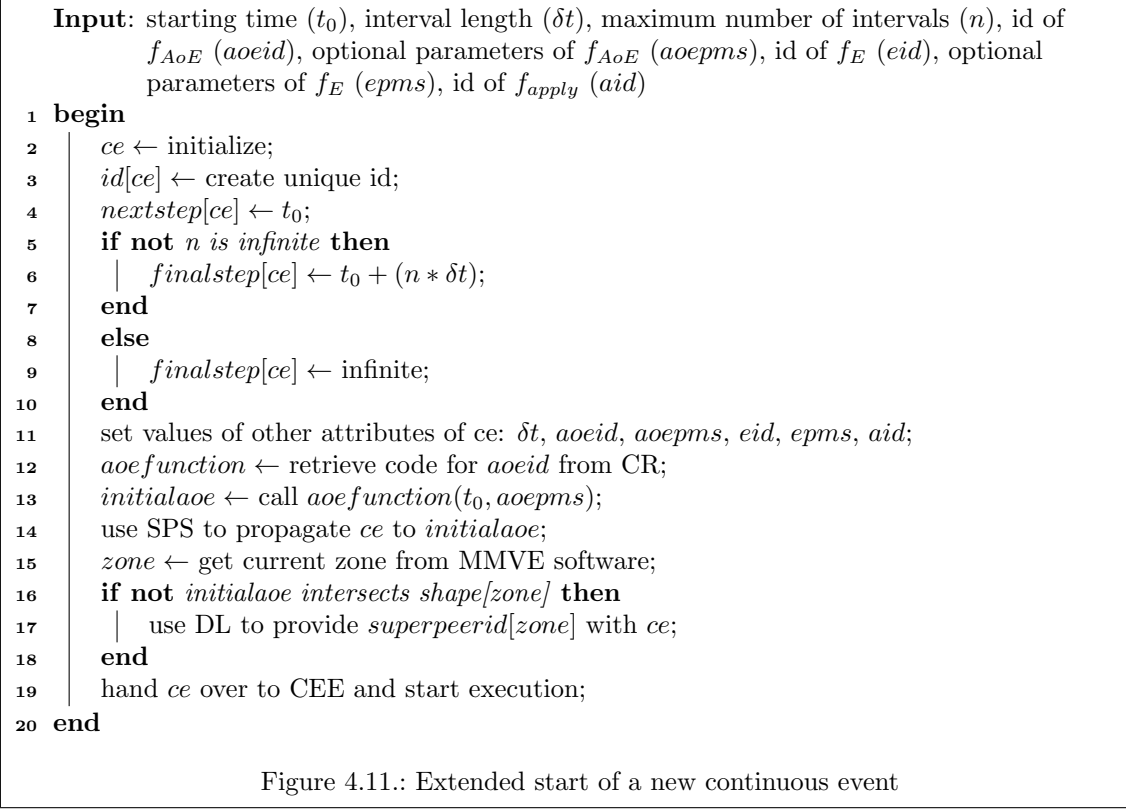 Input: starting time (t₀), interval length (δt), maximum number of intervals (n), id of
f_AoE (aoeid), optional parameters of f_AoE (aoepms), id of f_E (eid), optional
parameters of f_E (epms), id of f_apply (aid)
1 begin
2 ce ← initialize;
3 id[ce] ← create unique id;
4 nextstep[ce] ← t₀;
5 if not n is infinite then
6 finalstep[ce] ← t₀ + (n ∗ δt);
7 end
8 else
9 finalstep[ce] ← infinite;
10 end
11 set values of other attributes of ce: δt, aoeid, aoepms, eid, epms, aid;
12 aoefunction ← retrieve code for aoeid from CR;
13 initialaoe ← call aoefunction(t₀, aoepms);
14 use SPS to propagate ce to initialaoe;
15 zone ← get current zone from MMVE software;
16 if not initialaoe intersects shape[zone] then
17 use DL to provide superpeerid[zone] with ce;
18 end
19 hand ce over to CEE and start execution;
20 end
Figure 4.11.: Extended start of a new continuous event